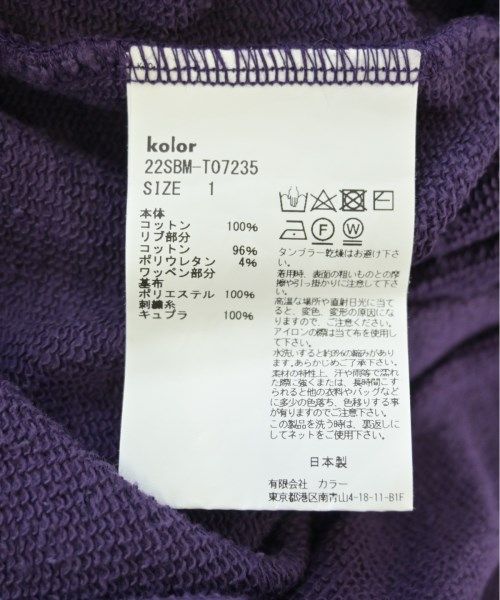 kolor
22SBM-T07235
SIZE 1
本体
コットン 100%
リブ部分
コットン 96%
ポリウレタン 4%
ワッペン部分
基布
ポリエステル 100%
刺繍糸
キュプラ 100%
F W
タンブラー乾燥はお避け下さ
い。
着用時、表面の粗いものとの摩
擦や引っ掛かりに注意して下さ
い。
高温な場所や直射日光に当て
ると、変色、変形の原因にな
りますので、ご注意ください。
アイロンの際は当て布を使用し
て下さい。
水洗いすると約3%の縮みがありま
す。あらかじめご了承下さい。
素材の特性上、汗や雨等で濡れ
た際に強くまたは、長時間こす
られると他の衣料やバッグなど
に多少の色落ち、色移りする事
が有りますのでご注意下さい。
この製品を洗う時は、裏返しに
してネットをご使用下さい。
日本製
有限会社 カラー
東京都港区南青山4-18-11-B1F